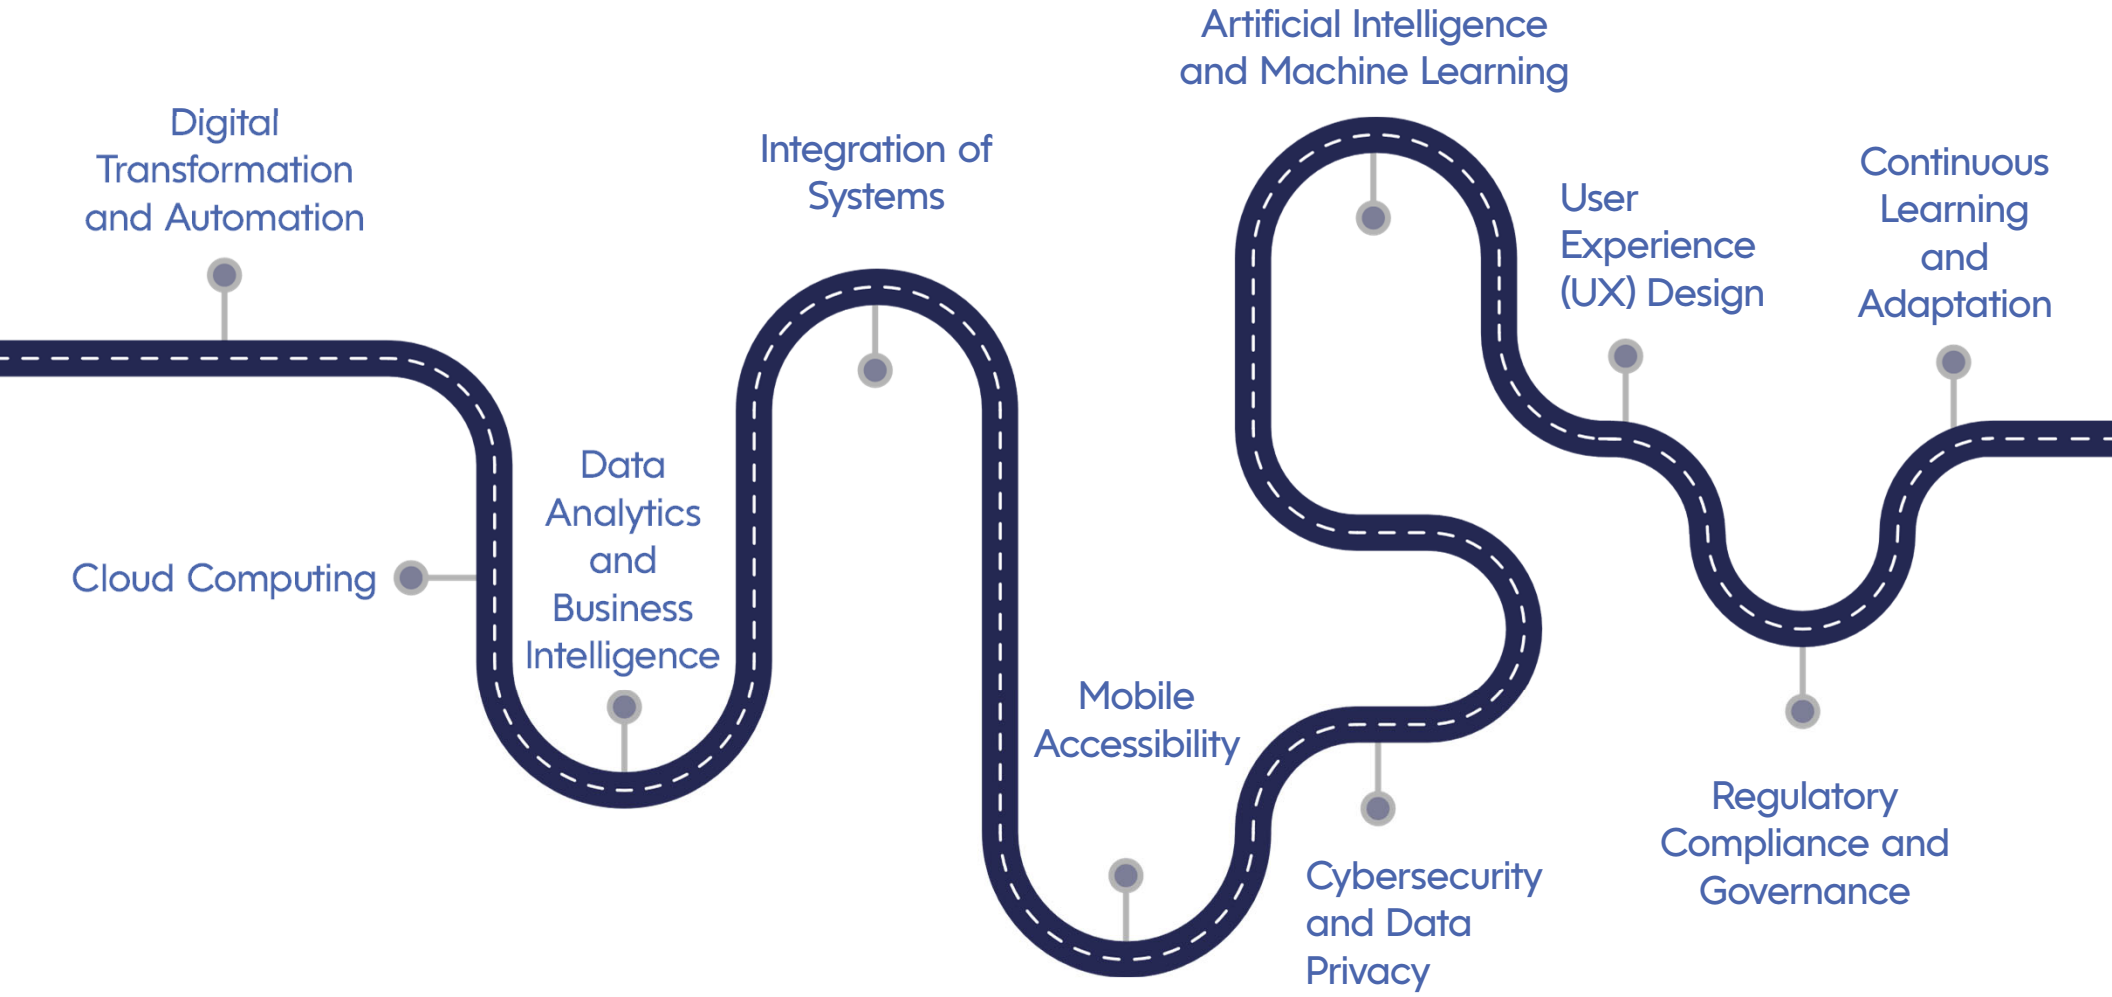 Digital
Transformation
and Automation
Cloud Computing
Data
Analytics
and
Business
Intelligence
Integration of
Systems
Mobile
Accessibility
Cybersecurity
and Data
Privacy
Artificial Intelligence
and Machine Learning
User
Experience
(UX) Design
Regulatory
Compliance and
Governance
Continuous
Learning
and
Adaptation